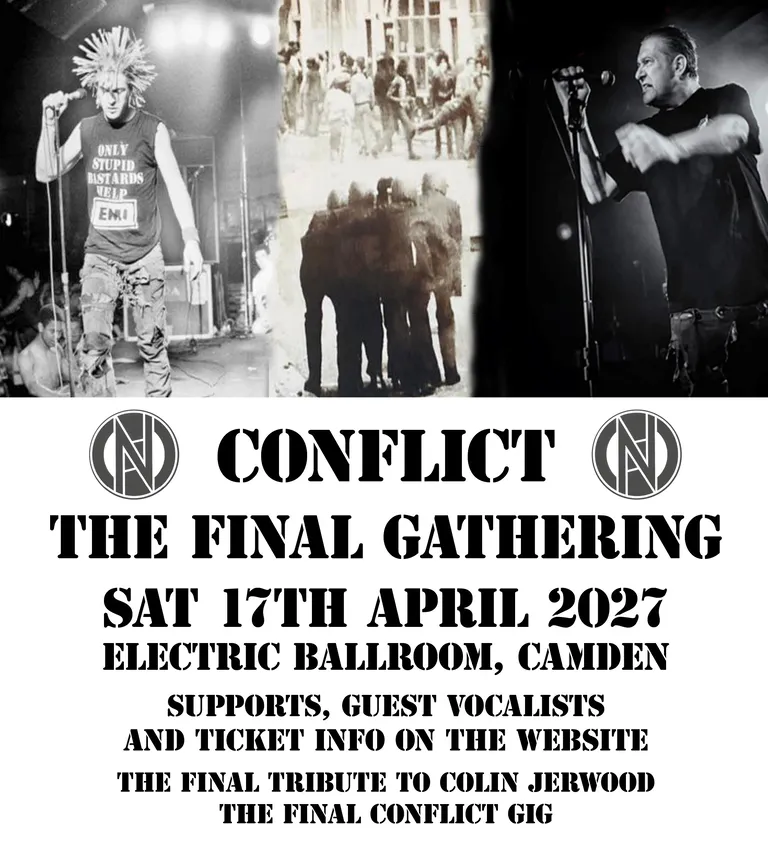 ONLY
STUPID
BASTARDS
HELP
EMI
CONFLICT
THE FINAL GATHERING
SAT 17TH APRIL 2027
ELECTRIC BALLROOM, CAMDEN
SUPPORTS, GUEST VOCALISTS
AND TICKET INFO ON THE WEBSITE
THE FINAL TRIBUTE TO COLIN JERWOOD
THE FINAL CONFLICT GIG